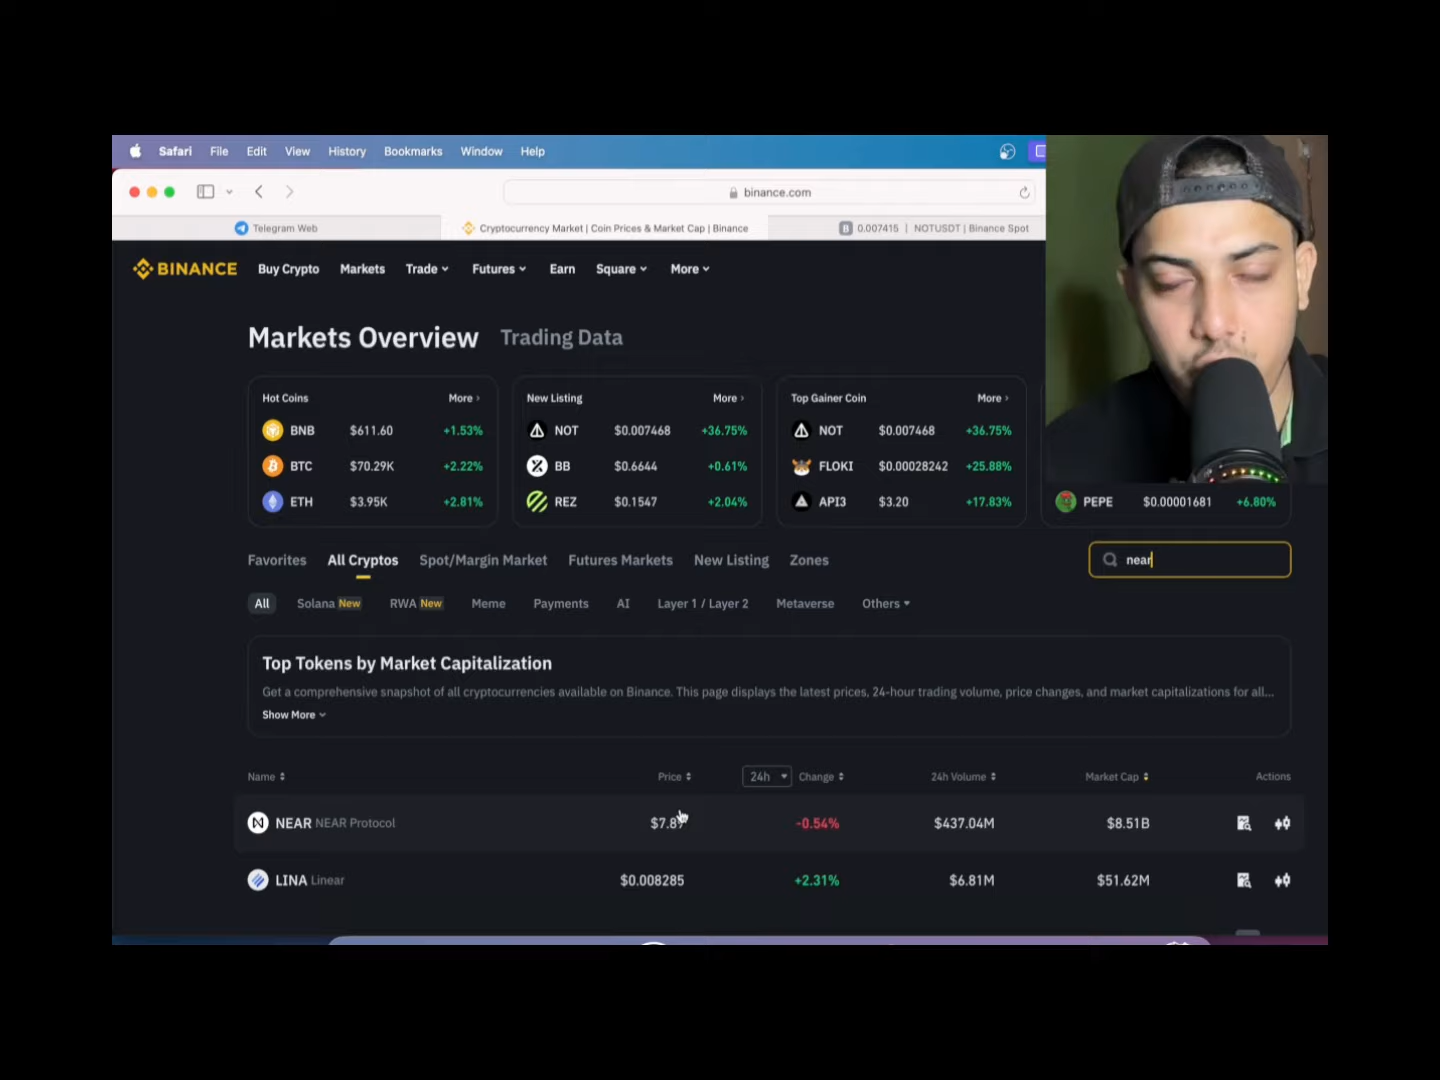 Safari File Edit View History Bookmarks Window Help
binance.com
Telegram Web
Cryptocurrency Market | Coin Prices & Market Cap | Binance
B 0.007415 | NOTUSDT | Binance Spot
BINANCE Buy Crypto Markets Trade Futures Earn Square More
Markets Overview Trading Data
Hot Coins More
BNB $611.60 +1.53%
BTC $70.29K +2.22%
ETH $3.95K +2.81%
New Listing More
NOT $0.007468 +36.75%
BB $0.6644 +0.61%
REZ $0.1547 +2.04%
Top Gainer Coin More
NOT $0.007468 +36.75%
FLOKI $0.00028242 +25.88%
API3 $3.20 +17.83%
PEPE $0.00001681 +6.80%
Favorites All Cryptos Spot/Margin Market Futures Markets New Listing Zones
near
All Solana New RWA New Meme Payments AI Layer 1 / Layer 2 Metaverse Others
Top Tokens by Market Capitalization
Get a comprehensive snapshot of all cryptocurrencies available on Binance. This page displays the latest prices, 24-hour trading volume, price changes, and market capitalizations for all...
Show More
Name Price 24h Change 24h Volume Market Cap Actions
NEAR NEAR Protocol -0.54% $437.04M $8.51B
LINA Linear $0.008285 +2.31% $6.81M $51.62M